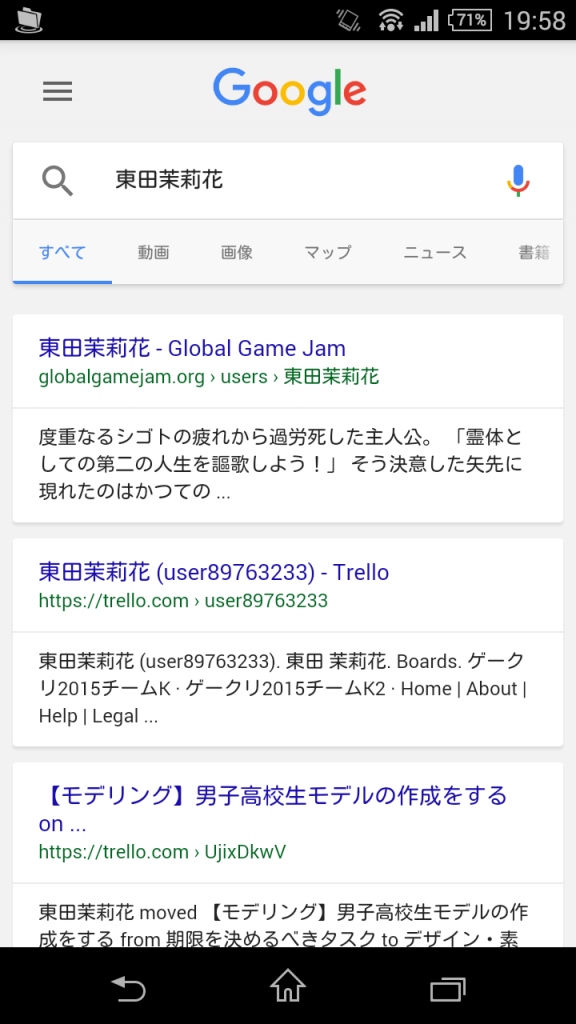 71% 19:58
Google
東田茉莉花
すべて 動画 画像 マップ ニュース 書籍
東田茉莉花 - Global Game Jam
globalgamejam.org › users › 東田茉莉花
度重なるシゴトの疲れから過労死した主人公。 「霊体と
しての第二の人生を謳歌しよう！」 そう決意した矢先に
現れたのはかつての ...
東田茉莉花 (user89763233) - Trello
https://trello.com › user89763233
東田茉莉花 (user89763233). 東田 茉莉花. Boards. ゲーク
リ2015チームK · ゲークリ2015チームK2 · Home | About |
Help | Legal ...
【モデリング】男子高校生モデルの作成をする
on ...
https://trello.com › UjixDkwV
東田茉莉花 moved 【モデリング】男子高校生モデルの作
成をする from 期限を決めるべきタスク to デザイン・素